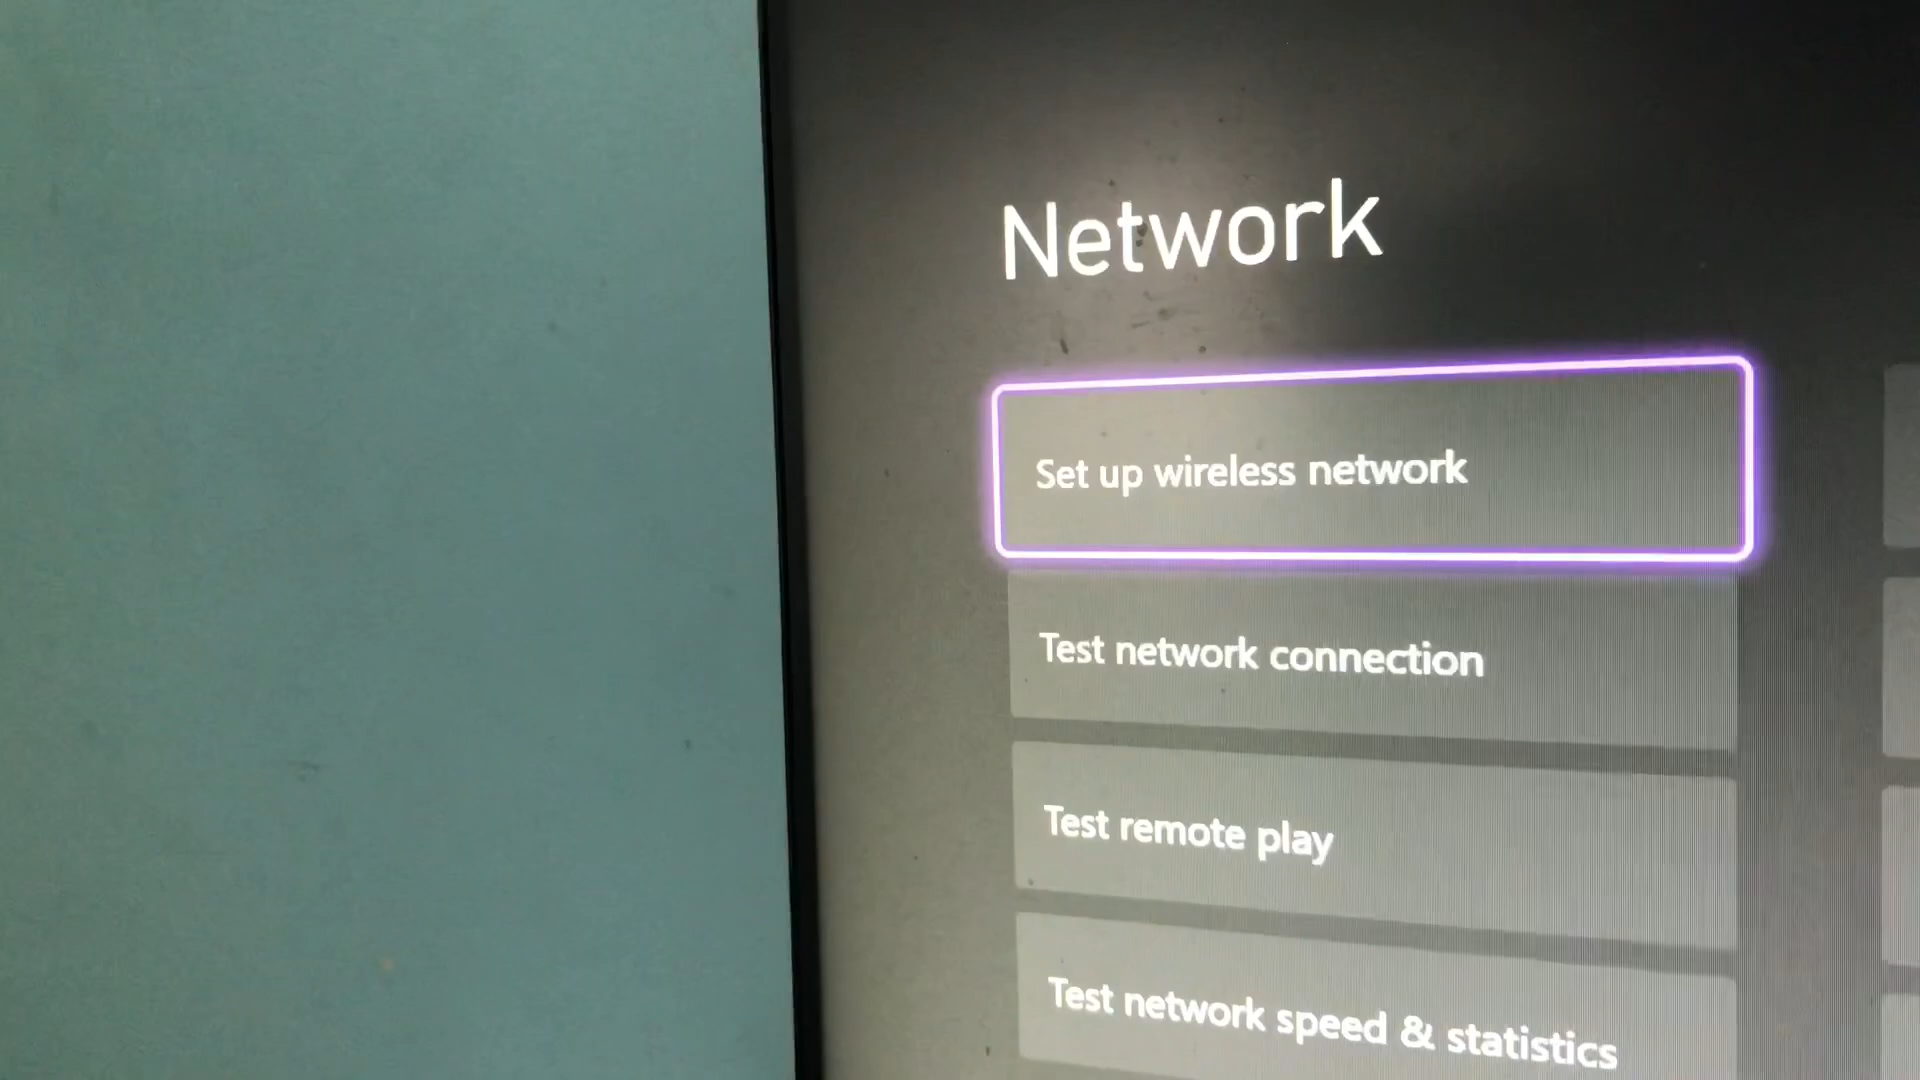 Network
Set up wireless network
Test network connection
Test remote play
Test network speed & statistics